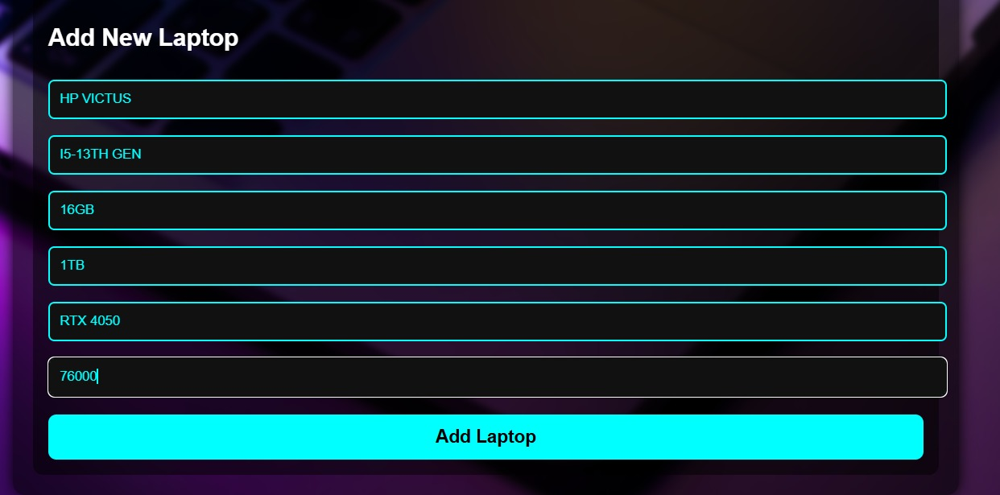 Add New Laptop
HP VICTUS
I5-13TH GEN
16GB
1TB
RTX 4050
76000
Add Laptop